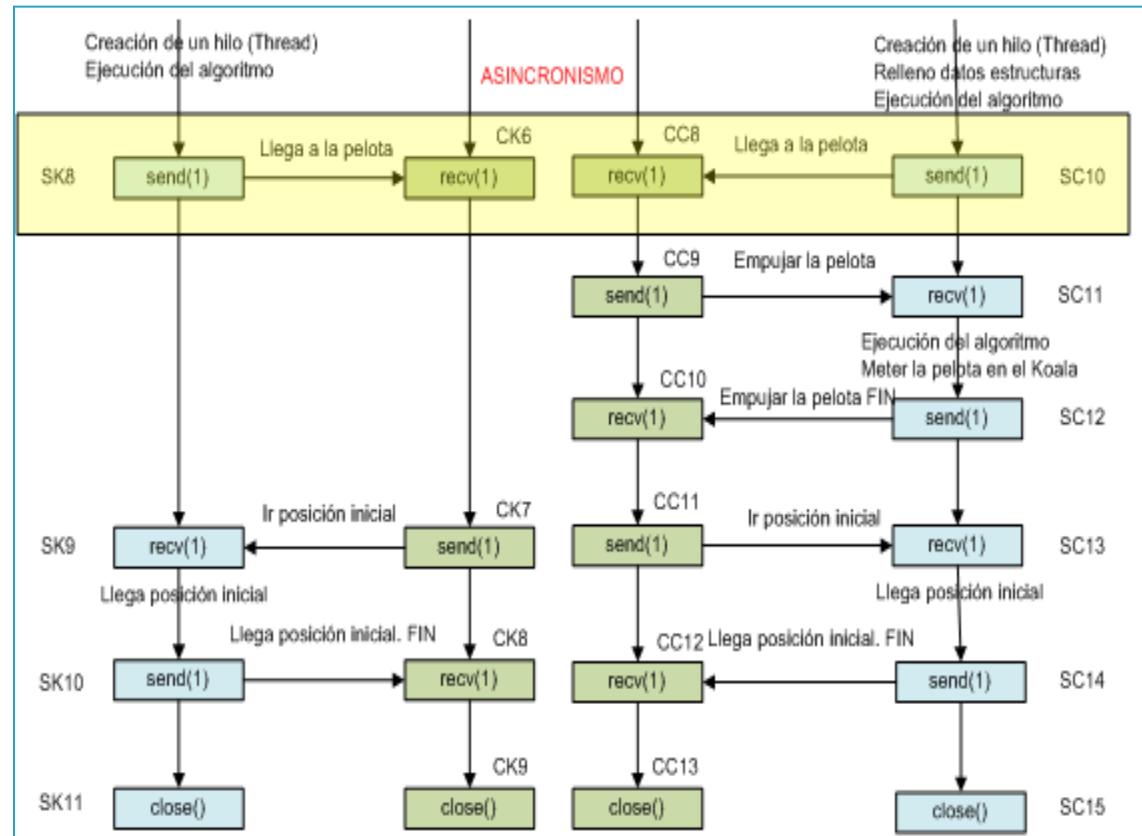 Creación de un hilo (Thread)
Ejecución del algoritmo
ASINCRONISMO
Creación de un hilo (Thread)
Relleno datos estructuras
Ejecución del algoritmo
SK8
send(1)
Llega a la pelota
CK6
recv(1)
CC8
recv(1)
Llega a la pelota
send(1)
SC10
CC9
send(1)
Empujar la pelota
recv(1)
SC11
Ejecución del algoritmo
Meter la pelota en el Koala
CC10
recv(1)
Empujar la pelota FIN
send(1)
SC12
SK9
recv(1)
Ir posición inicial
CK7
send(1)
CC11
send(1)
Ir posición inicial
recv(1)
SC13
Llega posición inicial
Llega posición inicial
SK10
send(1)
Llega posición inicial. FIN
CK8
recv(1)
CC12
recv(1)
Llega posición inicial. FIN
send(1)
SC14
SK11
close()
CK9
close()
CC13
close()
close()
SC15